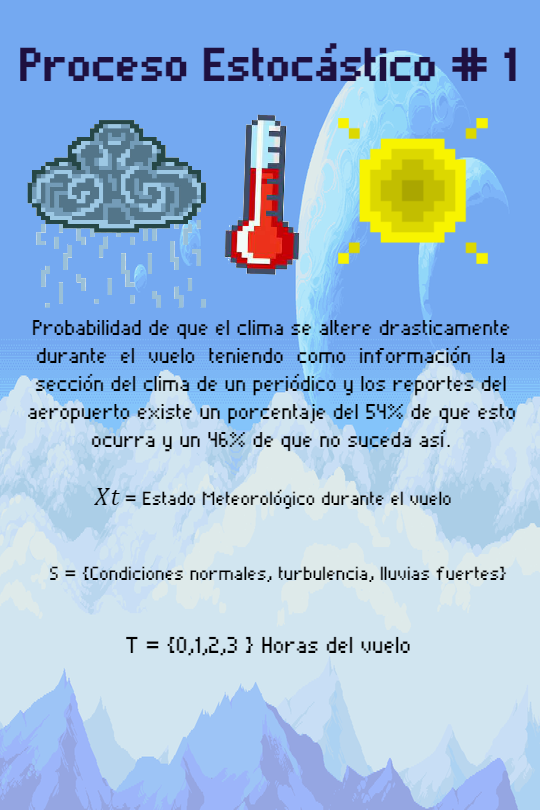 Proceso Estocástico # 1
Probabilidad de que el clima se altere drasticamente
durante el vuelo teniendo como información la
sección del clima de un periódico y los reportes del
aeropuerto existe un porcentaje del 54% de que esto
ocurra y un 46% de que no suceda así.
Xt = Estado Meteorológico durante el vuelo
S = {Condiciones normales, turbulencia, lluvias fuertes}
T = {0,1,2,3 } Horas del vuelo